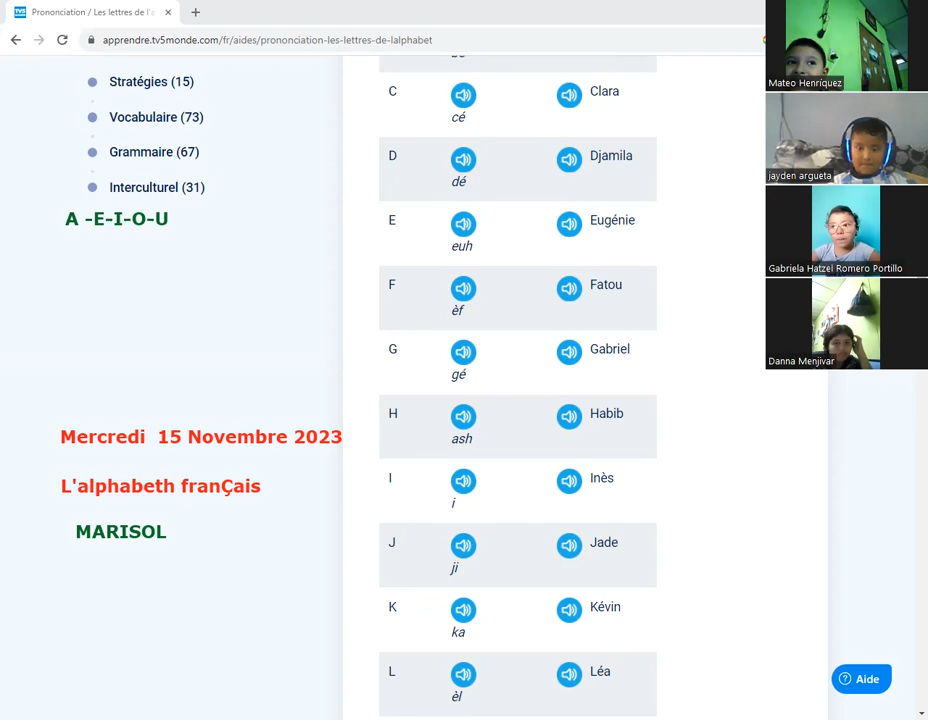 Prononciation / Les lettres de l'a
apprendre.tv5monde.com/fr/aides/prononciation-les-lettres-de-lalphabet
Stratégies (15)
Vocabulaire (73)
Grammaire (67)
Interculturel (31)
A -E-I-O-U
Mercredi 15 Novembre 2023
L'alphabeth franÇais
MARISOL
C
Clara
cé
D
Djamila
dé
E
Eugénie
euh
F
Fatou
èf
G
Gabriel
gé
H
Habib
ash
I
Inès
i
J
Jade
ji
K
Kévin
ka
L
Léa
èl
Mateo Henríquez
jayden argueta
Gabriela Hatzel Romero Portillo
Danna Menjivar
Aide